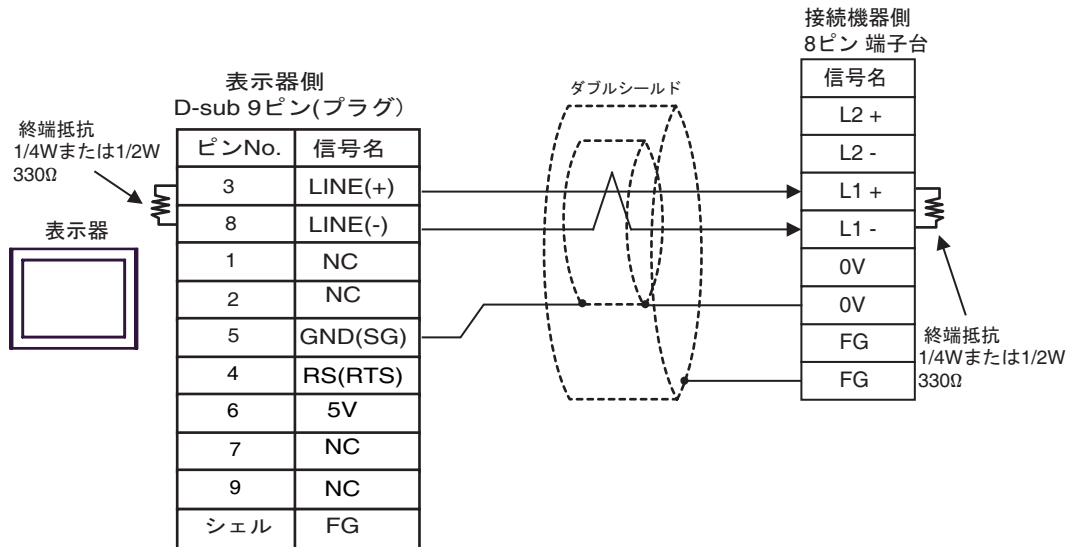 接続機器側
8ピン 端子台
信号名
L2 +
L2 -
L1 +
L1 -
0V
0V
FG
FG
ダブルシールド
表示器側
D-sub 9ピン(プラグ)
ピンNo. 信号名
3 LINE(+)
8 LINE(-)
1 NC
2 NC
5 GND(SG)
4 RS(RTS)
6 5V
7 NC
9 NC
シェル FG
終端抵抗
1/4Wまたは1/2W
330Ω
表示器
終端抵抗
1/4Wまたは1/2W
330Ω